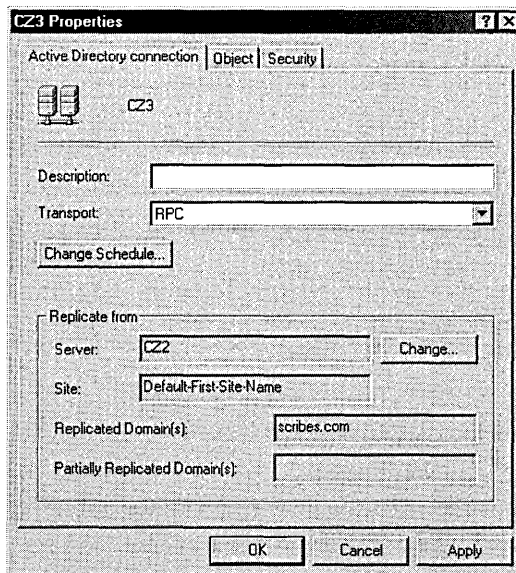 CZ3 Properties
Active Directory connection Object Security
CZ3
Description:
Transport: RPC
Change Schedule...
Replicate from
Server: CZ2 Change...
Site: Default-First-Site-Name
Replicated Domain(s): scribes.com
Partially Replicated Domain(s):
OK Cancel Apply